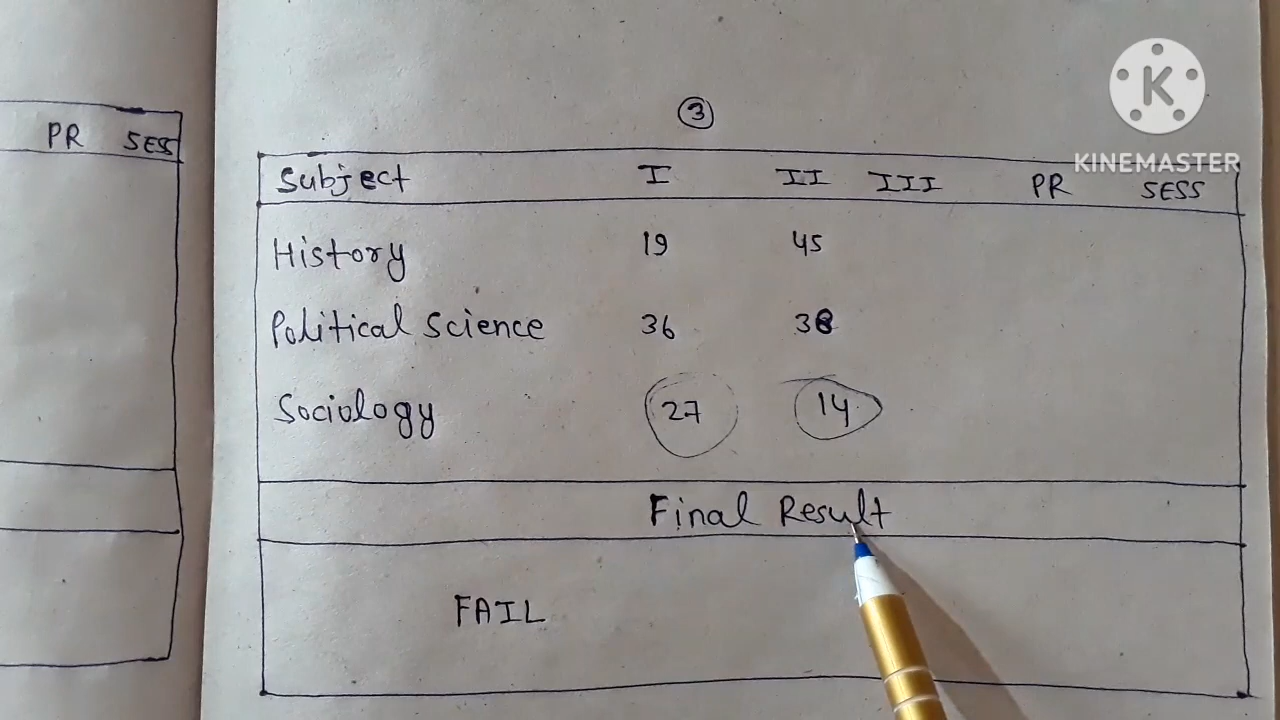 3
KINEMASTER
PR SESS
Subject I II III PR SESS
History 19 45
Political Science 36 38
Sociology 27 14
Final Result
FAIL